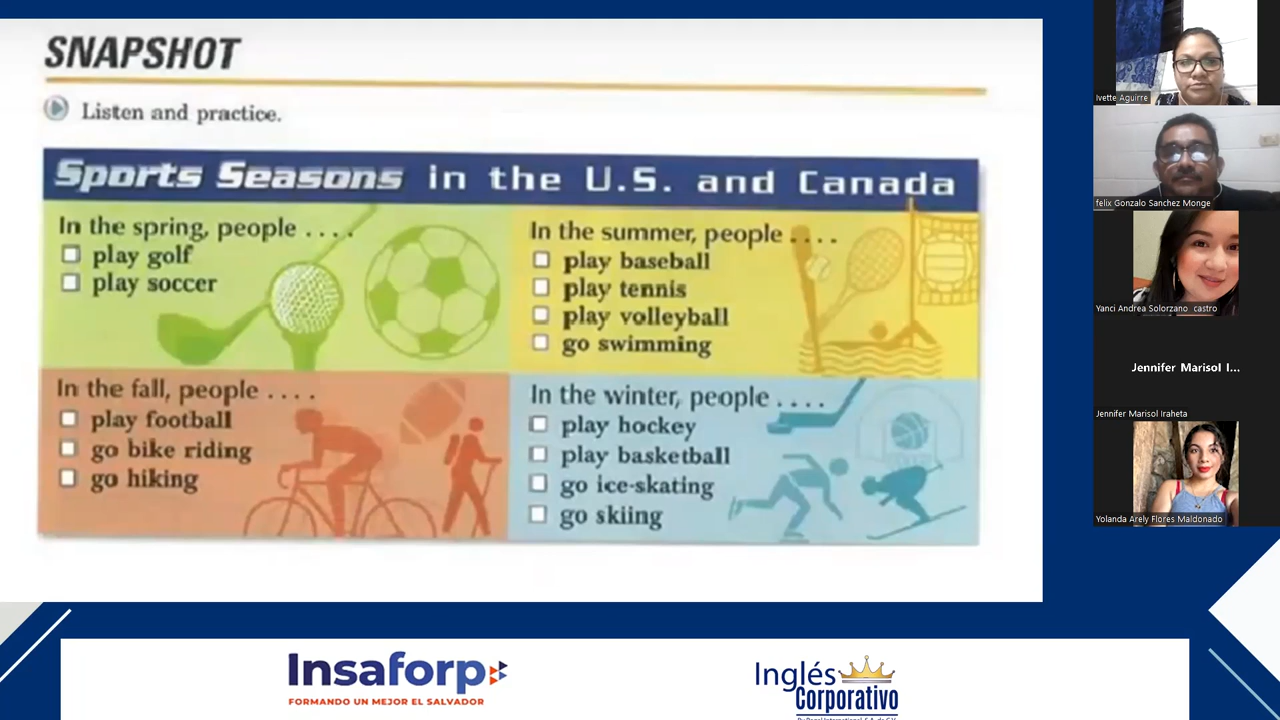 SNAPSHOT
Listen and practice.
Sports Seasons in the U.S. and Canada
In the spring, people . . . .
play golf
play soccer
In the summer, people . . . .
play baseball
play tennis
play volleyball
go swimming
In the fall, people . . . .
play football
go bike riding
go hiking
In the winter, people . . . .
play hockey
play basketball
go ice-skating
go skiing
Ivette Aguirre
felix Gonzalo Sanchez Monge
Yanci Andrea Solorzano castro
Jennifer Marisol I...
Jennifer Marisol Iraheta
Yolanda Arely Flores Maldonado
Insaforp
FORMANDO UN MEJOR EL SALVADOR
Inglés
Corporativo